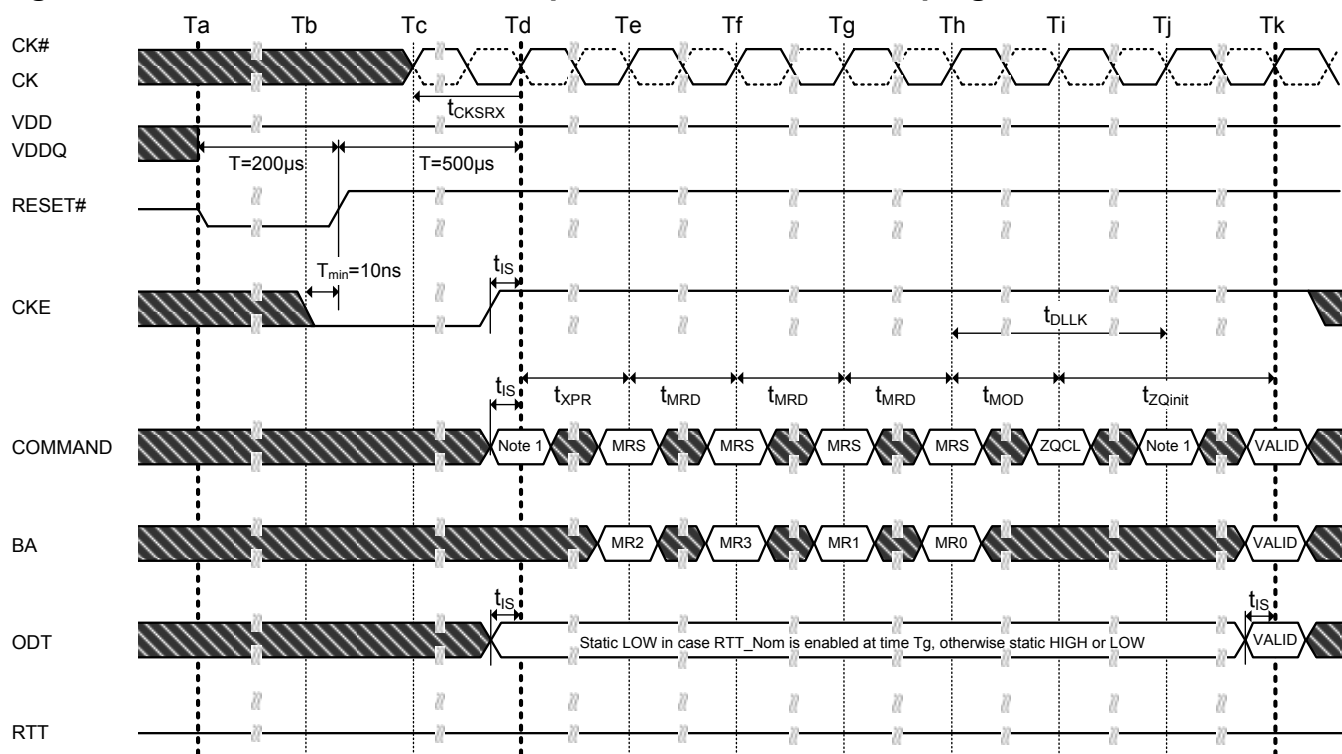 Ta Tb Tc Td Te Tf Tg Th Ti Tj Tk
CK#
CK
tCKSRX
VDD
VDDQ
T=200µs T=500µs
RESET#
Tmin=10ns tIS
CKE
tDLLK
tIS tXPR tMRD tMRD tMRD tMOD tZQinit
COMMAND Note 1 MRS MRS MRS MRS ZQCL Note 1 VALID
BA MR2 MR3 MR1 MR0 VALID
tIS tIS
ODT Static LOW in case RTT_Nom is enabled at time Tg, otherwise static HIGH or LOW VALID
RTT